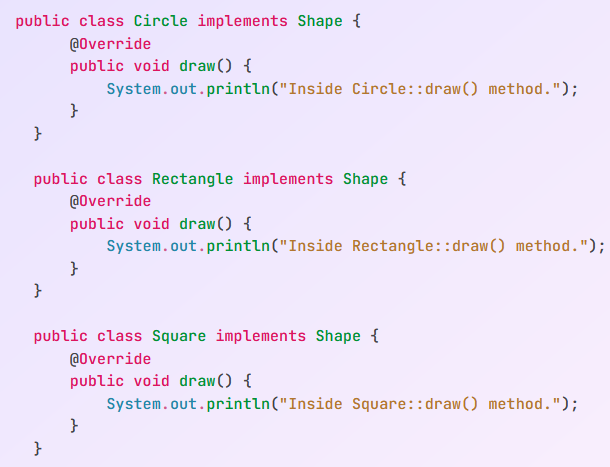 public class Circle implements Shape {
      @Override
      public void draw() {
          System.out.println("Inside Circle::draw() method.");
      }
  }

  public class Rectangle implements Shape {
      @Override
      public void draw() {
          System.out.println("Inside Rectangle::draw() method.");
      }
  }

  public class Square implements Shape {
      @Override
      public void draw() {
          System.out.println("Inside Square::draw() method.");
      }
  }